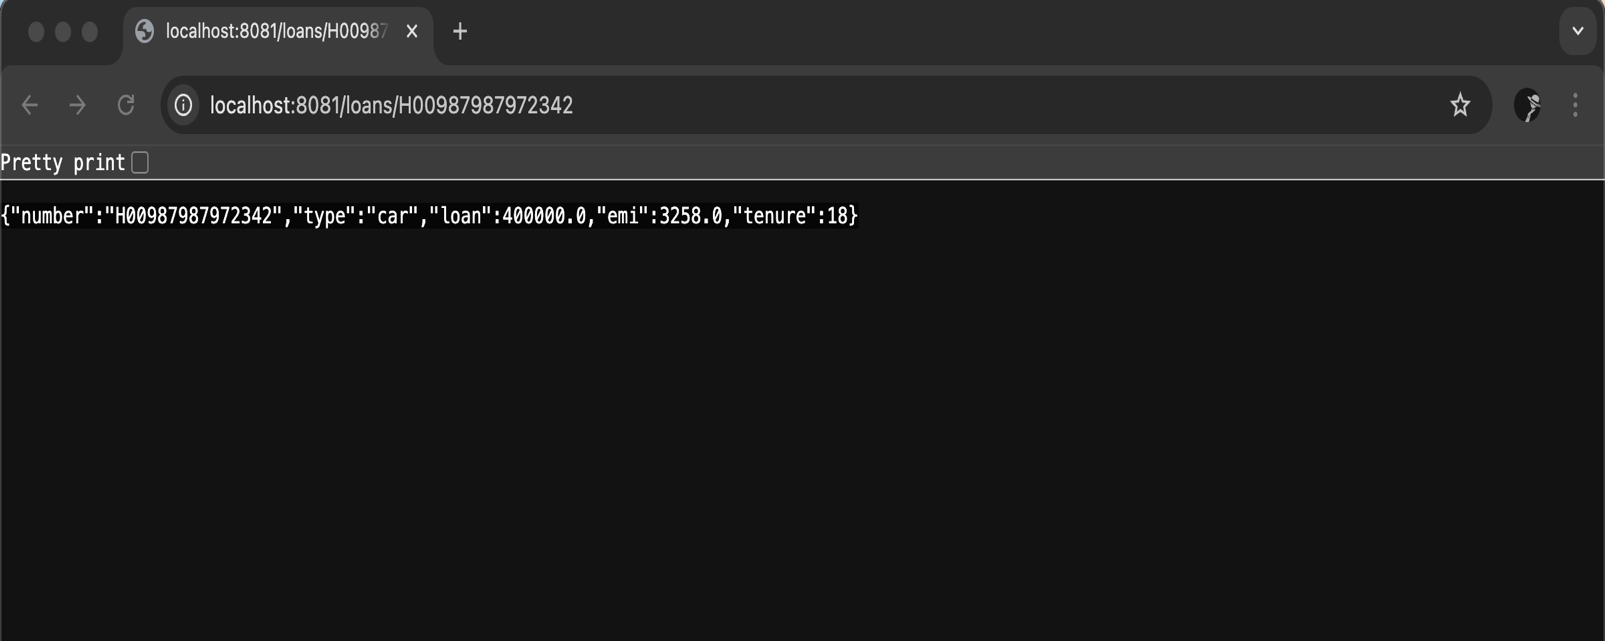 localhost:8081/loans/H00987
localhost:8081/loans/H00987987972342
Pretty print
{"number":"H00987987972342","type":"car","loan":400000.0,"emi":3258.0,"tenure":18}